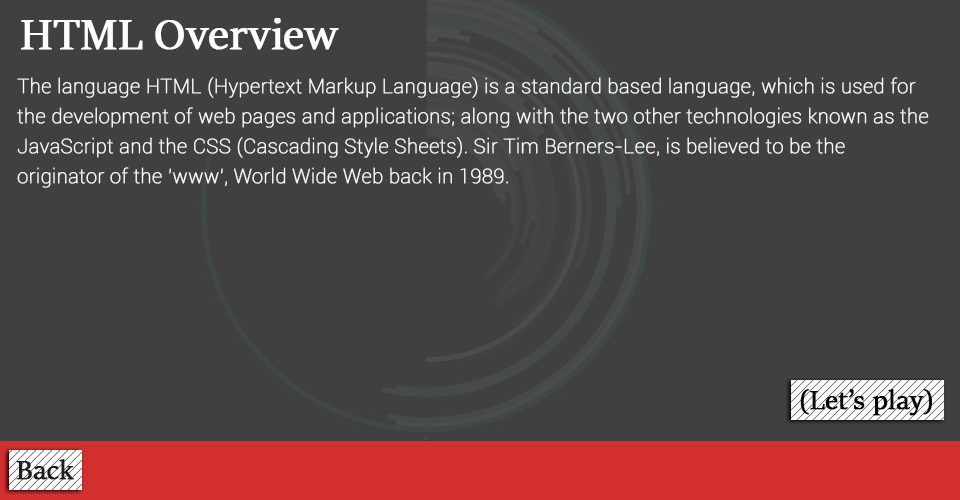 HTML Overview
The language HTML (Hypertext Markup Language) is a standard based language, which is used for
the development of web pages and applications; along with the two other technologies known as the
JavaScript and the CSS (Cascading Style Sheets). Sir Tim Berners-Lee, is believed to be the
originator of the 'www', World Wide Web back in 1989.
(Let's play)
Back